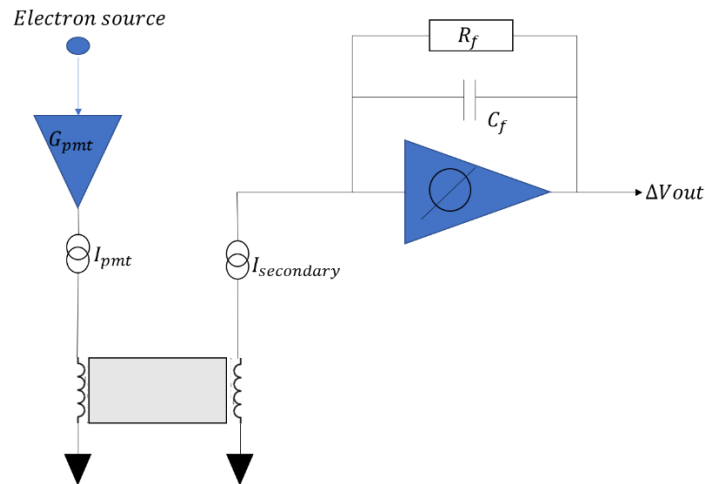 Electron source
R_f
C_f
G_pmt
ΔVout
I_pmt
I_secondary